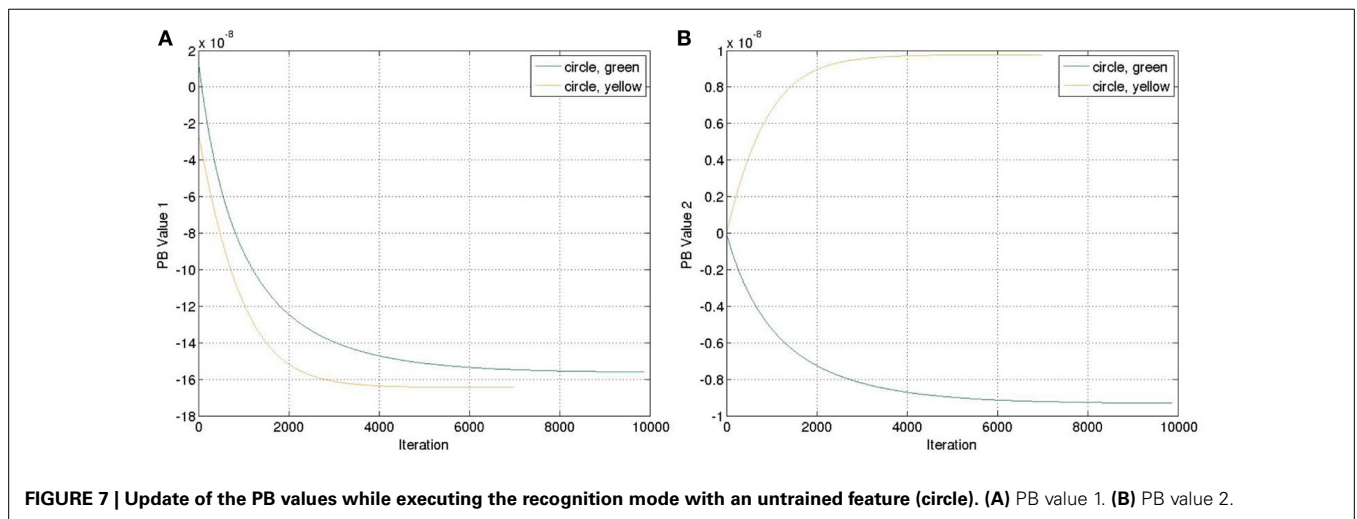 A
x 10^-8
circle, green
circle, yellow
2
0
-2
-4
-6
-8
-10
-12
-14
-16
-18
PB Value 1
0 2000 4000 6000 8000 10000
Iteration
B
x 10^-8
circle, green
circle, yellow
1
0.8
0.6
0.4
0.2
0
-0.2
-0.4
-0.6
-0.8
-1
PB Value 2
0 2000 4000 6000 8000 10000
Iteration
FIGURE 7 | Update of the PB values while executing the recognition mode with an untrained feature (circle). (A) PB value 1. (B) PB value 2.